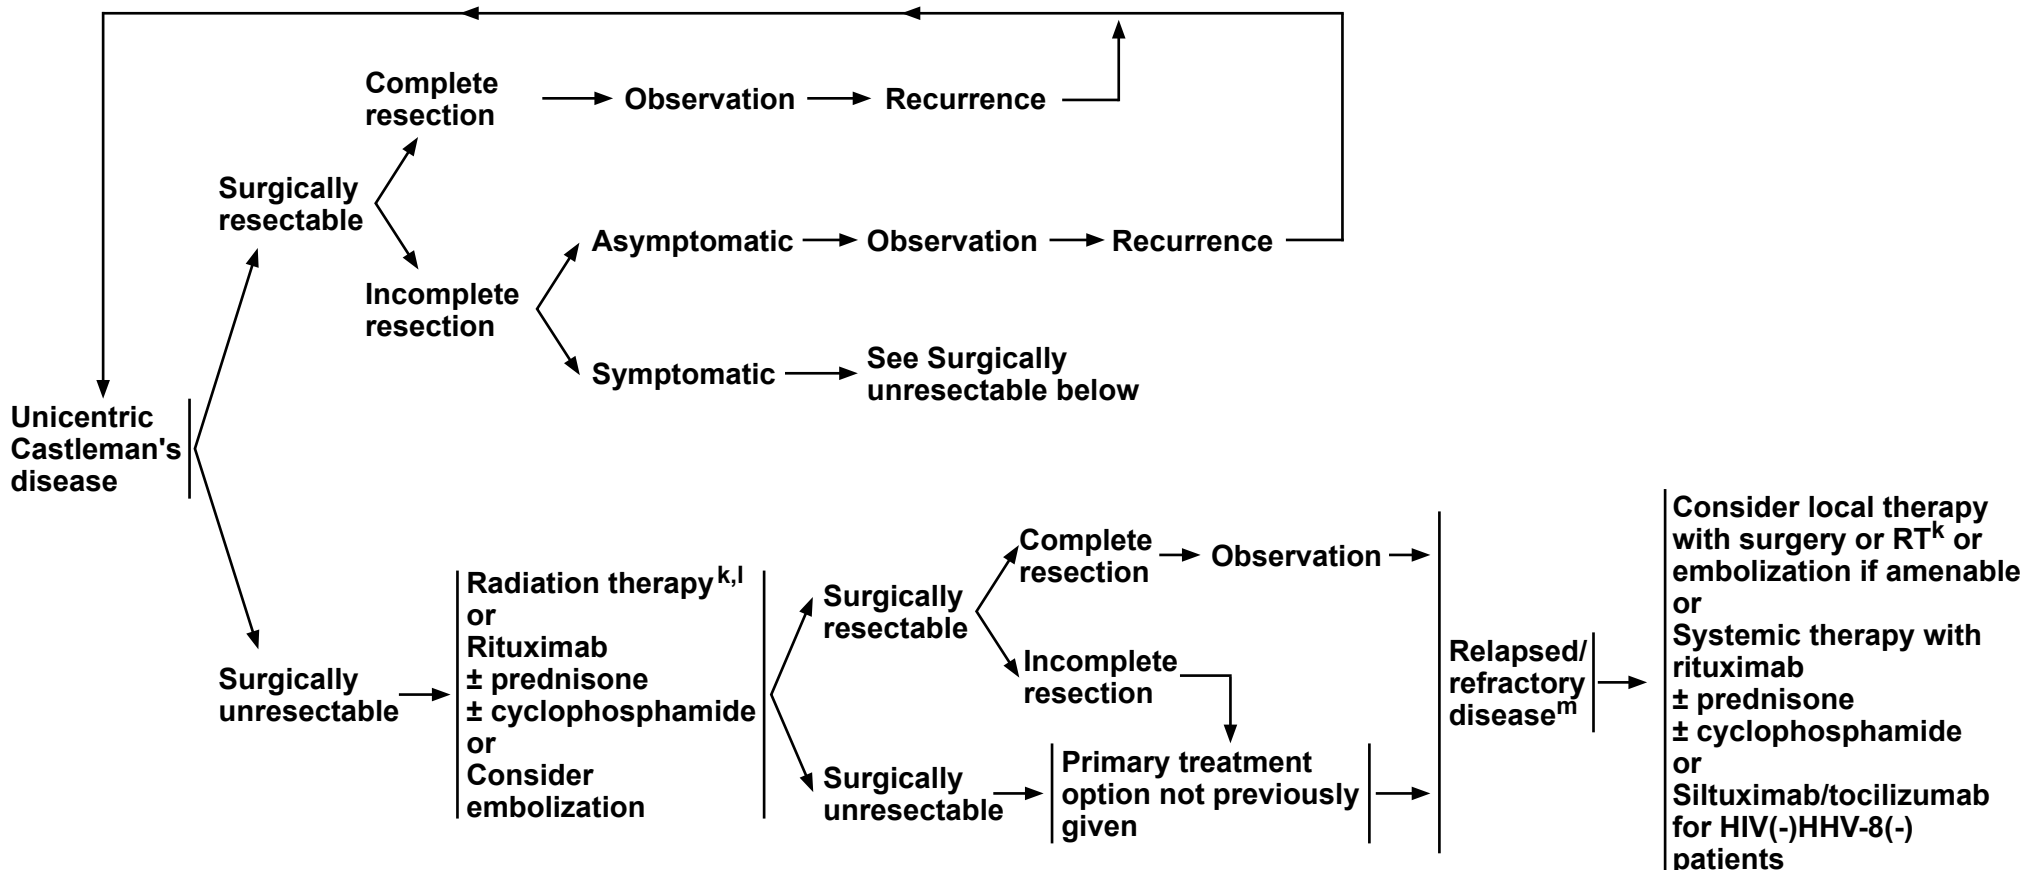 Complete
resection
Observation
Recurrence
Surgically
resectable
Asymptomatic
Observation
Recurrence
Incomplete
resection
Symptomatic
See Surgically
unresectable below
Unicentric
Castleman's
disease
Surgically
unresectable
Radiation therapy k,l
or
Rituximab
± prednisone
± cyclophosphamide
or
Consider
embolization
Surgically
resectable
Complete
resection
Observation
Incomplete
resection
Surgically
unresectable
Primary treatment
option not previously
given
Relapsed/
refractory
disease m
Consider local therapy
with surgery or RT k or
embolization if amenable
or
Systemic therapy with
rituximab
± prednisone
± cyclophosphamide
or
Siltuximab/tocilizumab
for HIV(-)HHV-8(-)
patients